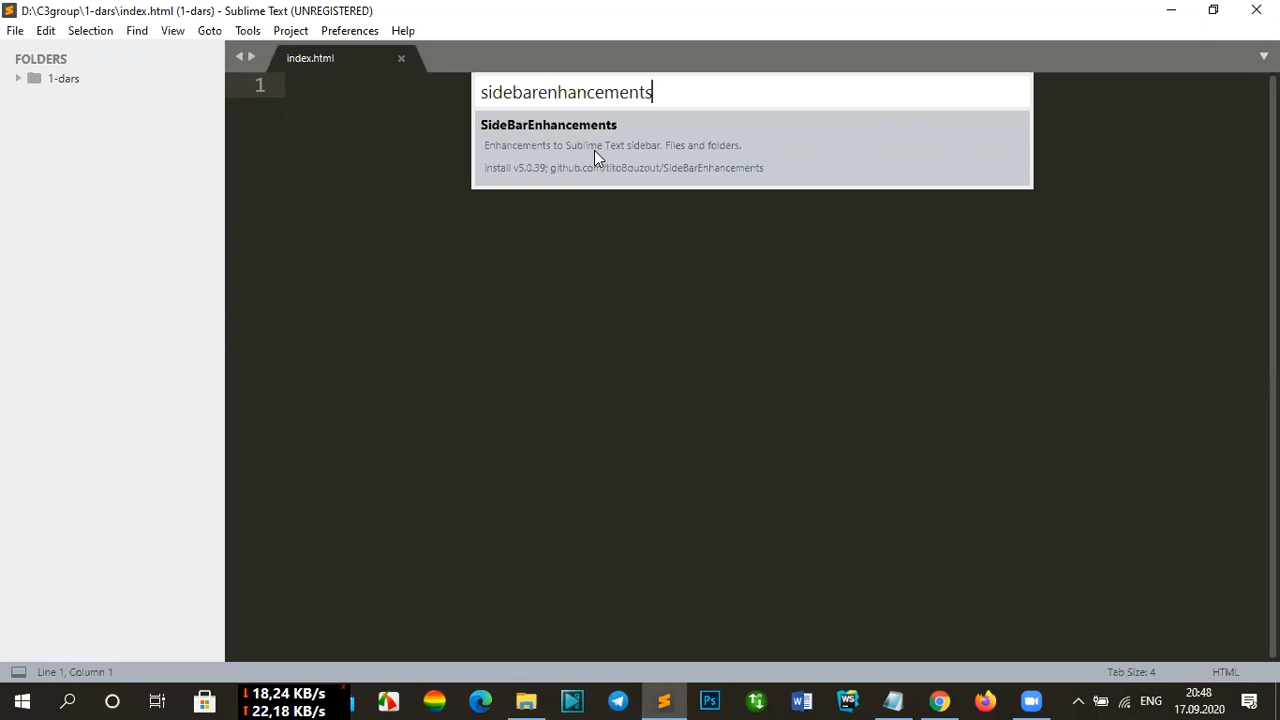 D:\C3group\1-dars\index.html (1-dars) - Sublime Text (UNREGISTERED)
File Edit Selection Find View Goto Tools Project Preferences Help
FOLDERS
1-dars
index.html
1
sidebarenhancements
SideBarEnhancements
Enhancements to Sublime Text sidebar. Files and folders.
install v5.0.39; github.com/titoBouzout/SideBarEnhancements
Line 1, Column 1
Tab Size: 4
HTML
18,24 KB/s
22,18 KB/s
Ps
W
WS
ENG
20:48
17.09.2020